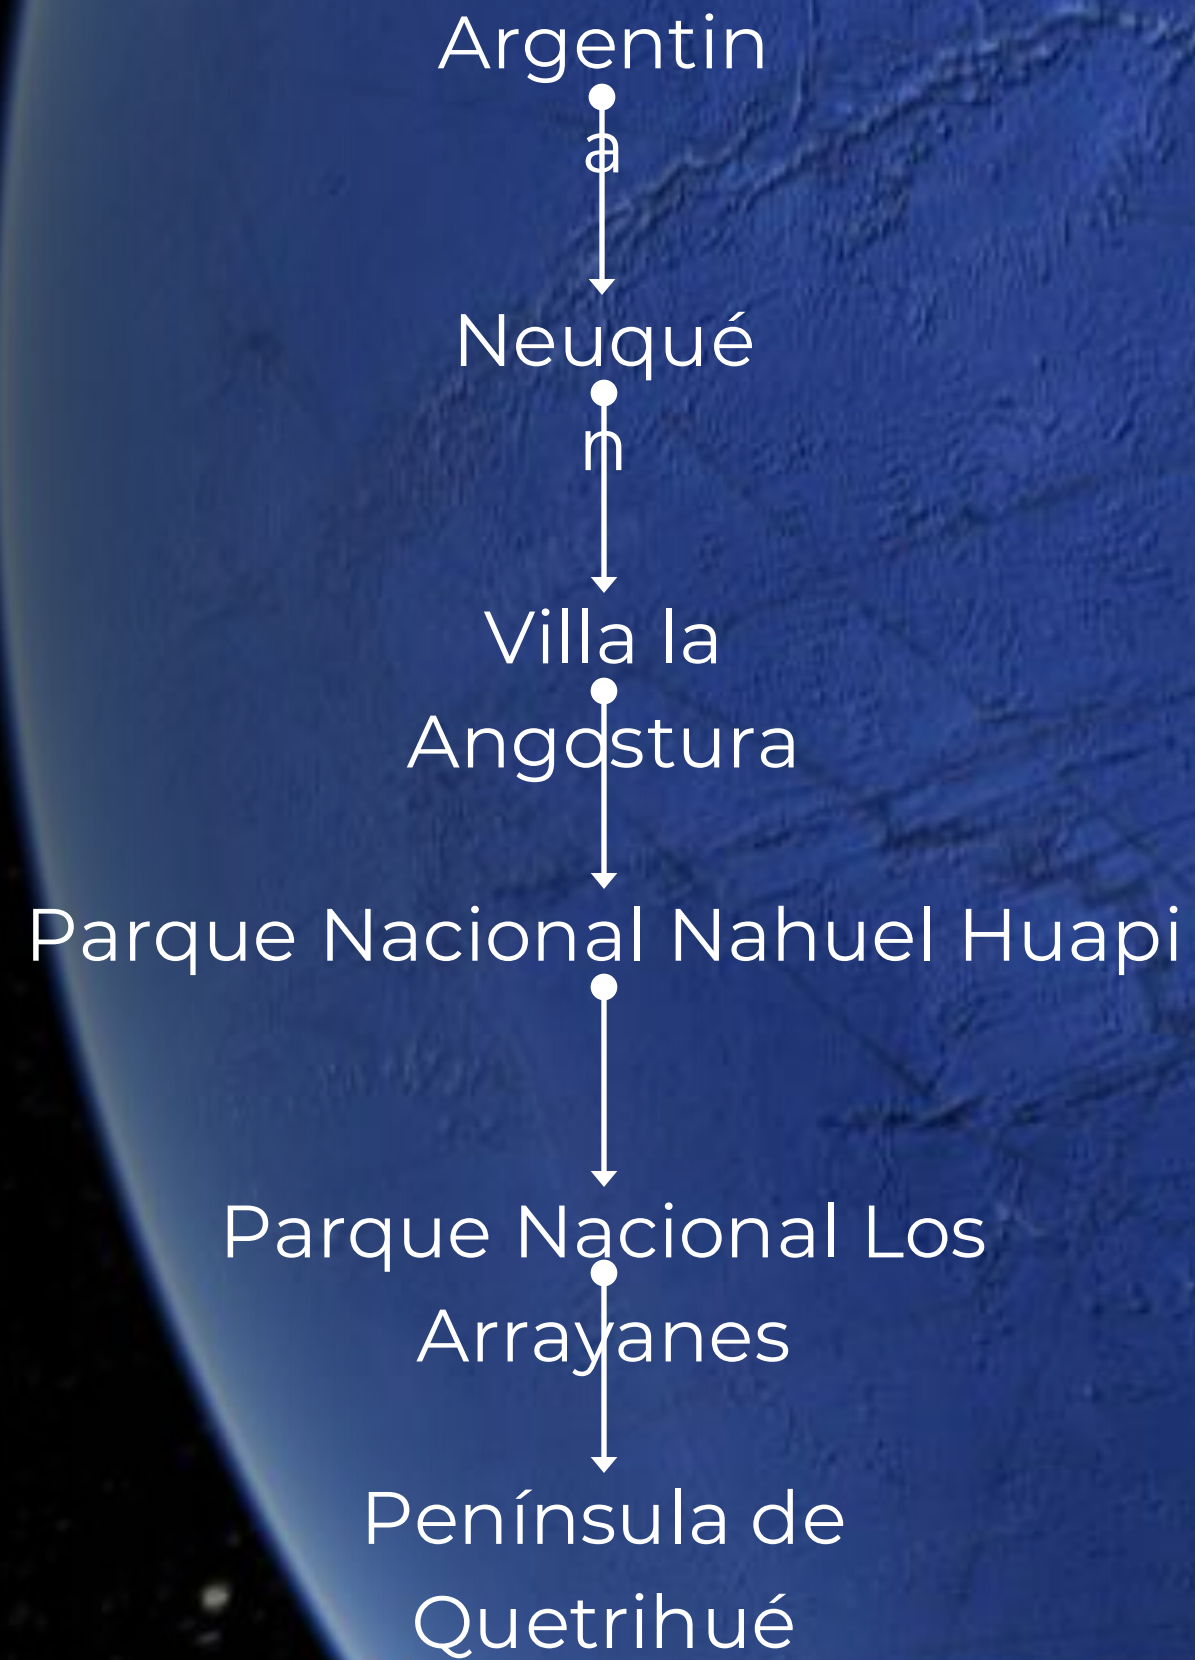 Argentin
a
Neuqué
n
Villa la
Angostura
Parque Nacional Nahuel Huapi
Parque Nacional Los
Arrayanes
Península de
Quetrihué